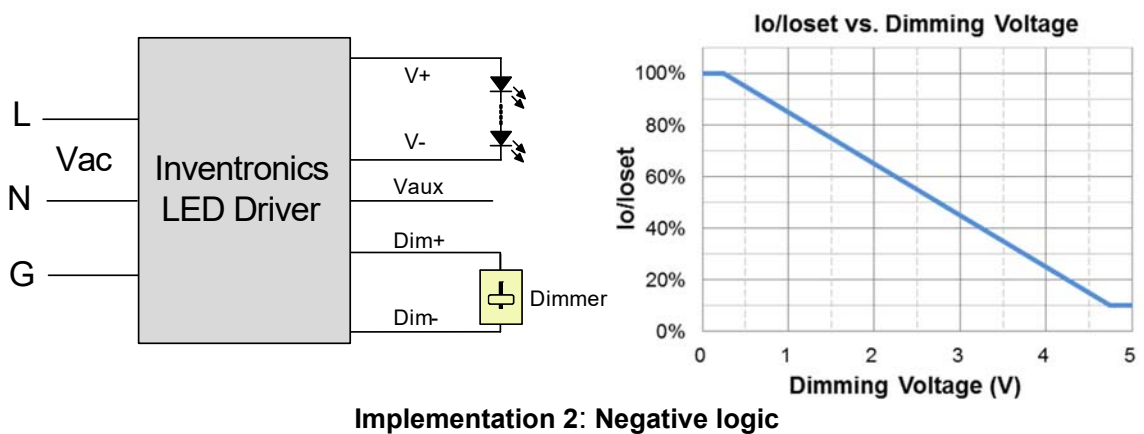 L
Vac
N
G
Inventronics
LED Driver
V+
V-
Vaux
Dim+
Dim-
Dimmer
Io/Ioset vs. Dimming Voltage
Io/Ioset
100%
80%
60%
40%
20%
0%
0 1 2 3 4 5
Dimming Voltage (V)
Implementation 2: Negative logic